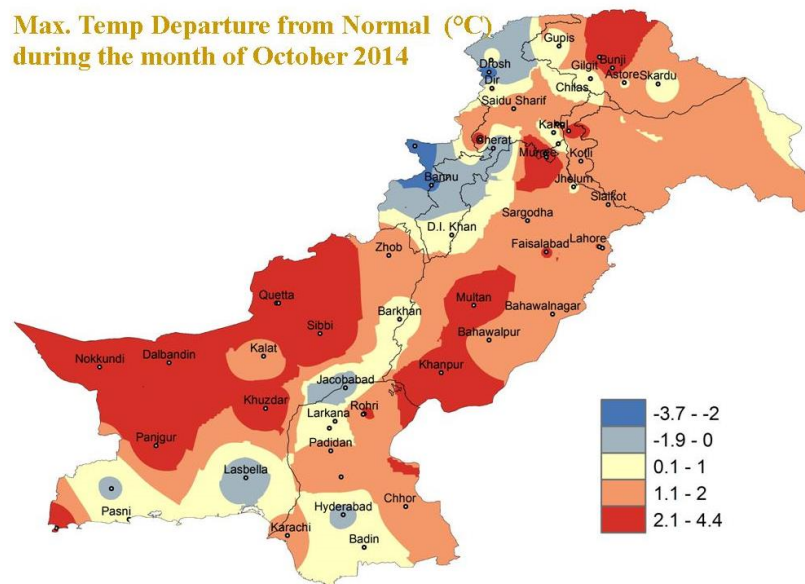 Max. Temp Departure from Normal (°C)
during the month of October 2014
Gupis
Drosh
Gilgit
Bunji
Dir
Astore
Skardu
Chilas
Saidu Sharif
Kakul
Cherat
Murree
Kotli
Bannu
Jhelum
Sialkot
Sargodha
D.I. Khan
Zhob
Faisalabad
Lahore
Quetta
Multan
Barkhan
Bahawalnagar
Sibbi
Bahawalpur
Kalat
Nokkundi
Dalbandin
Khanpur
Jacobabad
Khuzdar
Larkana
Rohri
Panjgur
Padidan
Lasbella
Hyderabad
Chhor
Pasni
Karachi
Badin
-3.7 - -2
-1.9 - 0
0.1 - 1
1.1 - 2
2.1 - 4.4